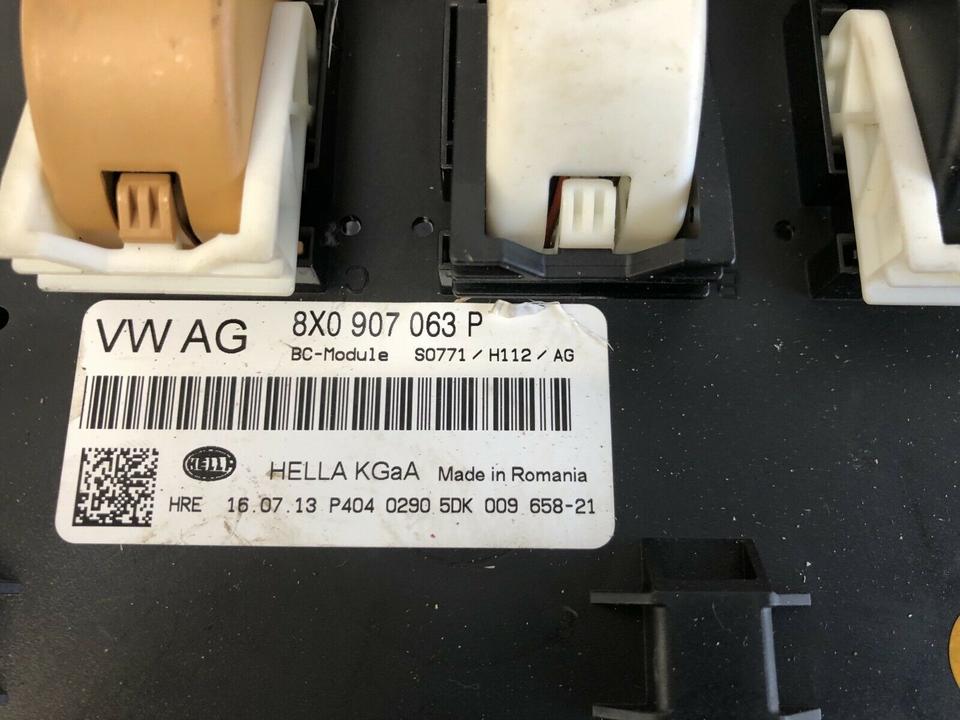 VW AG 8X0 907 063 P
BC-Module S0771 / H112 / AG
HELLA HELLA KGaA Made in Romania
HRE 16.07.13 P404 0290 5DK 009 658-21